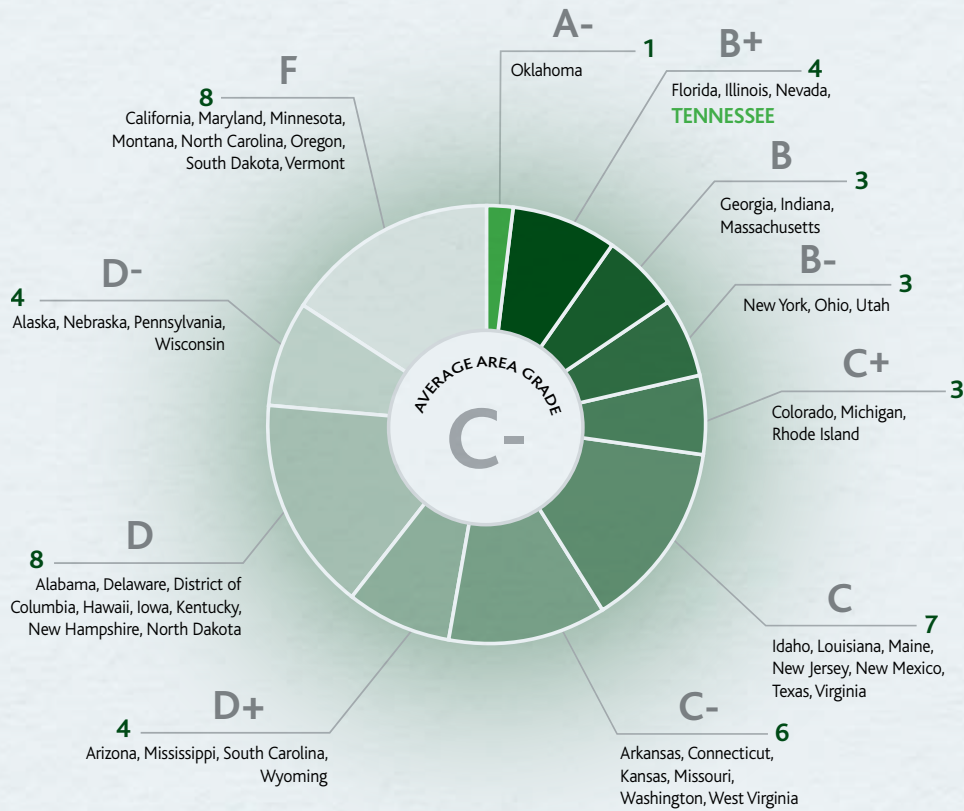 A-
1
Oklahoma
B+
4
Florida, Illinois, Nevada,
TENNESSEE
B
3
Georgia, Indiana,
Massachusetts
B-
3
New York, Ohio, Utah
C+
3
Colorado, Michigan,
Rhode Island
C
7
Idaho, Louisiana, Maine,
New Jersey, New Mexico,
Texas, Virginia
C-
6
Arkansas, Connecticut,
Kansas, Missouri,
Washington, West Virginia
D+
4
Arizona, Mississippi, South Carolina,
Wyoming
D
8
Alabama, Delaware, District of
Columbia, Hawaii, Iowa, Kentucky,
New Hampshire, North Dakota
D-
4
Alaska, Nebraska, Pennsylvania,
Wisconsin
F
8
California, Maryland, Minnesota,
Montana, North Carolina, Oregon,
South Dakota, Vermont
AVERAGE AREA GRADE
C-